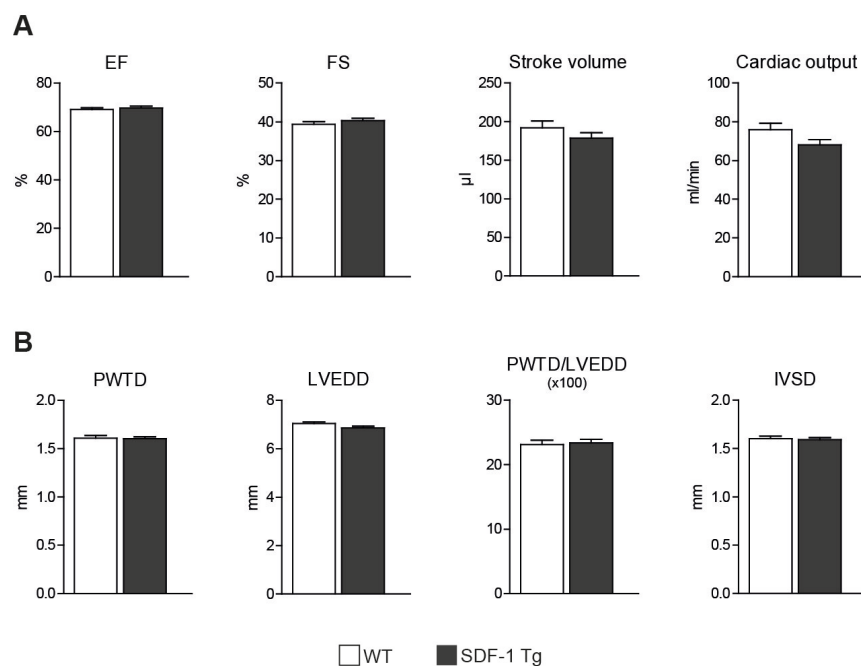 A
EF
%
80
60
40
20
0
FS
%
50
40
30
20
10
0
Stroke volume
µl
250
200
150
100
50
0
Cardiac output
ml/min
100
80
60
40
20
0
B
PWTD
mm
2.0
1.5
1.0
0.5
0.0
LVEDD
mm
8
6
4
2
0
PWTD/LVEDD
(x100)
30
20
10
0
IVSD
mm
2.0
1.5
1.0
0.5
0.0
WT
SDF-1 Tg